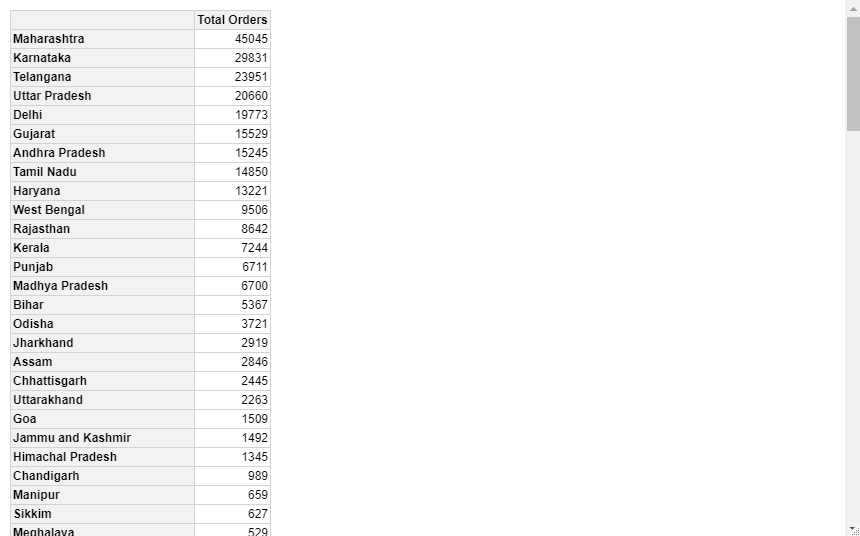 Total Orders
Maharashtra 45045
Karnataka 29831
Telangana 23951
Uttar Pradesh 20660
Delhi 19773
Gujarat 15529
Andhra Pradesh 15245
Tamil Nadu 14850
Haryana 13221
West Bengal 9506
Rajasthan 8642
Kerala 7244
Punjab 6711
Madhya Pradesh 6700
Bihar 5367
Odisha 3721
Jharkhand 2919
Assam 2846
Chhattisgarh 2445
Uttarakhand 2263
Goa 1509
Jammu and Kashmir 1492
Himachal Pradesh 1345
Chandigarh 989
Manipur 659
Sikkim 627
Meghalaya 529